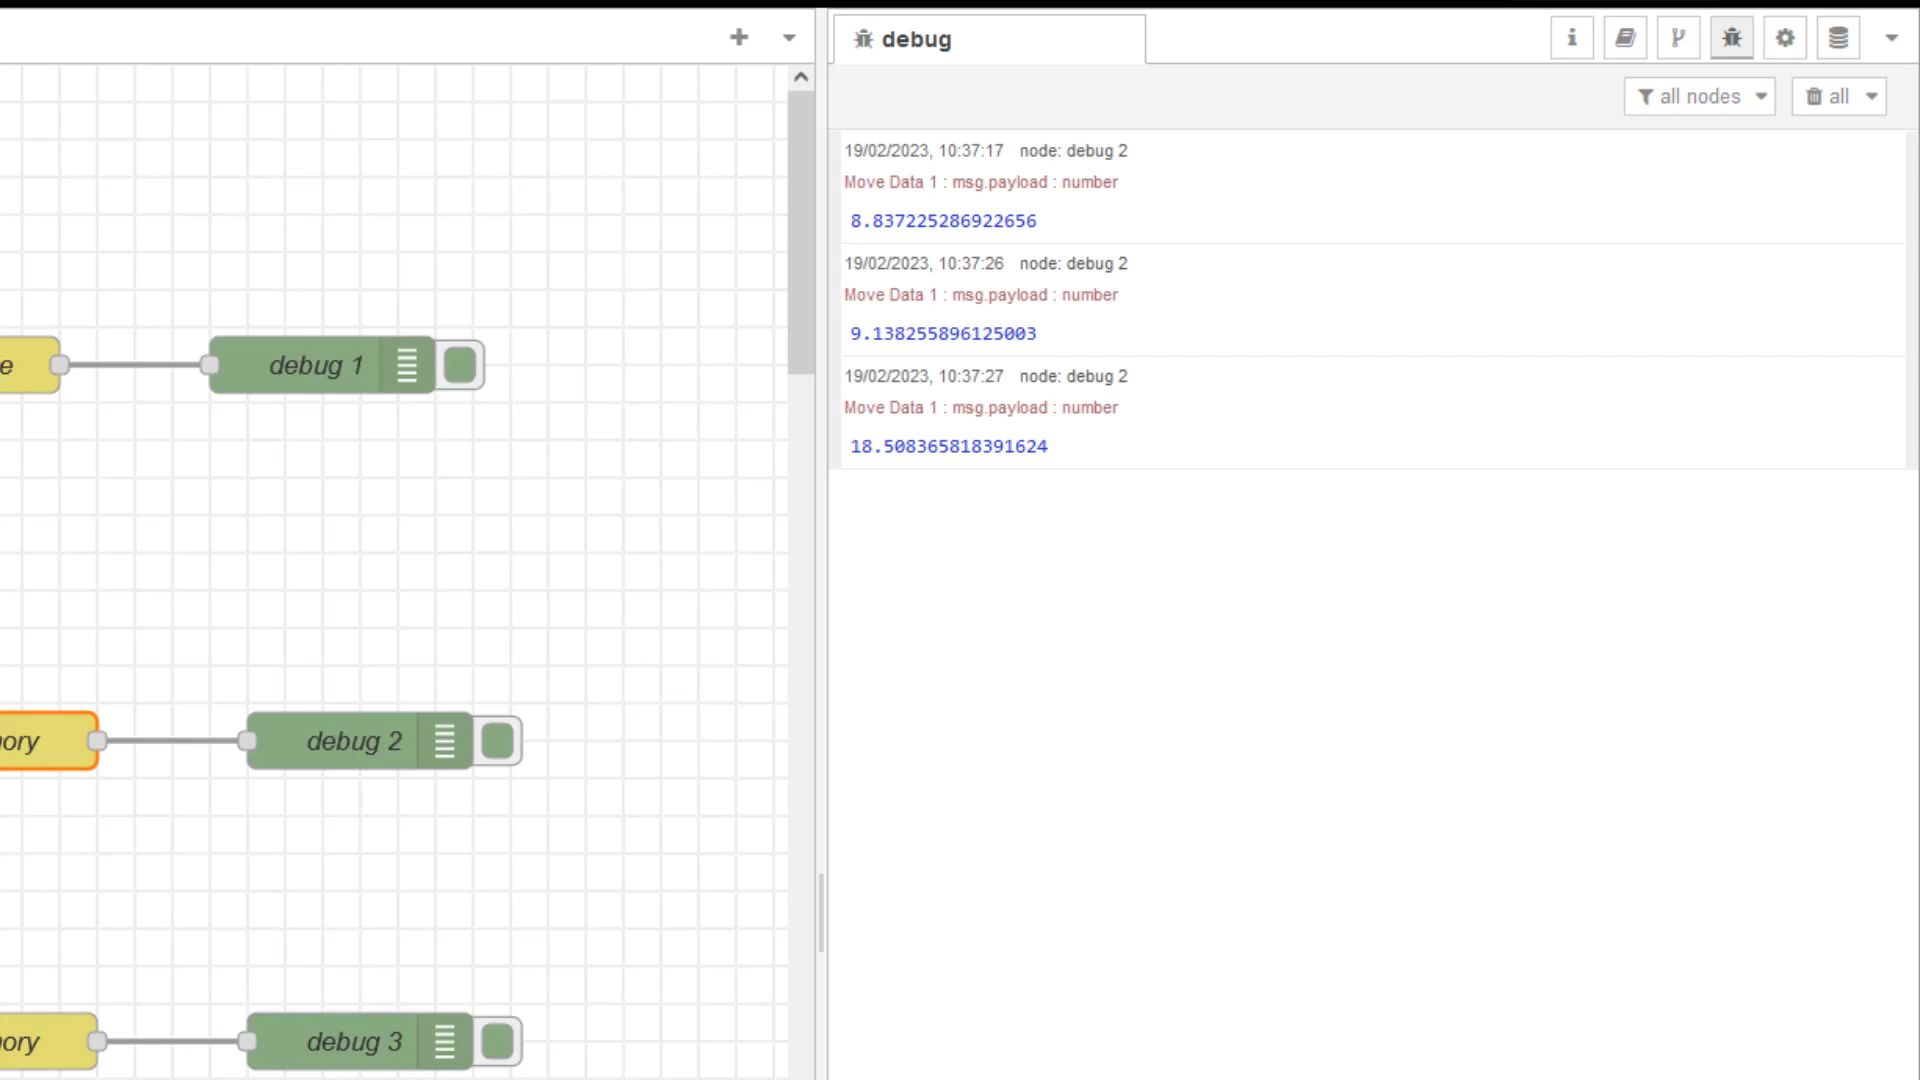 debug
all nodes
all
19/02/2023, 10:37:17 node: debug 2
Move Data 1 : msg.payload : number
8.837225286922656
19/02/2023, 10:37:26 node: debug 2
Move Data 1 : msg.payload : number
9.138255896125003
19/02/2023, 10:37:27 node: debug 2
Move Data 1 : msg.payload : number
18.508365818391624
e
debug 1
ory
debug 2
ory
debug 3